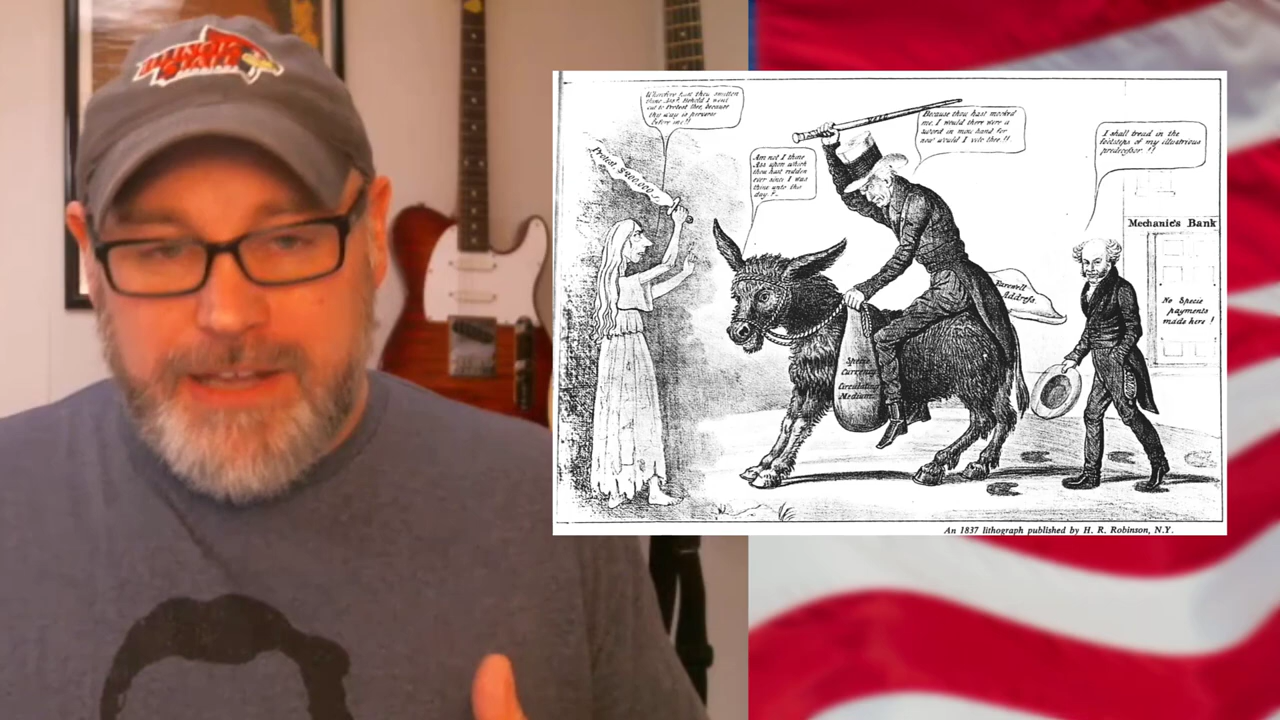 ILLINOIS
STATE
Wherefore hast thou smitten
thine Ass? Behold I went
out to Protest thee, because
thy way is perverse
before me!!
Protest $400,000
Am not I thine
Ass upon which
thou hast ridden
ever since I was
thine unto this
day?.
Because thou hast mocked
me, I would there were a
sword in mou hand for
now would I vete thee.!!.
I shall tread in the
footsteps of my illustrious
predecessor.!!
Mechanic's Bank
No Specie
payments
made here!
Farewell
Address.
Specie
Currency
Circulating
Medium.
An 1837 lithograph published by H. R. Robinson, N.Y.